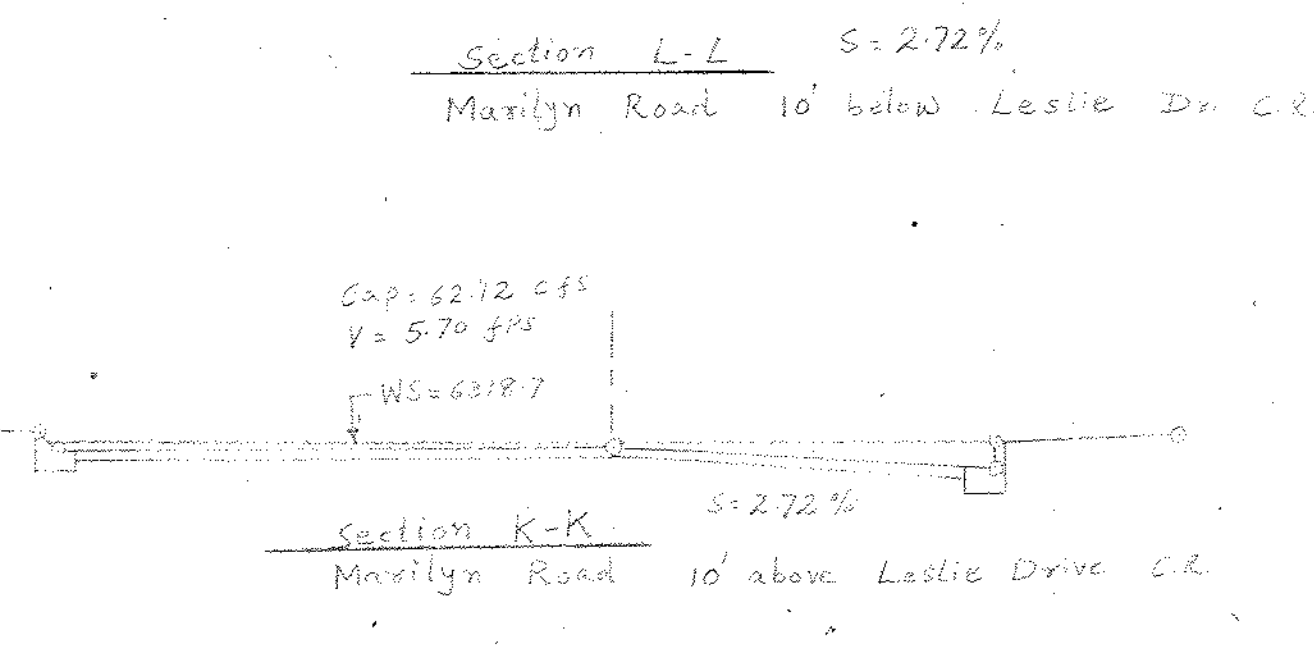 Section L-L S=2.72%
Marilyn Road 10' below Leslie Dr. C.R.
Cap=62.12 cfs
V= 5.70 fps
WS=6318.7
S=2.72%
Section K-K
Marilyn Road 10' above Leslie Drive C.R.